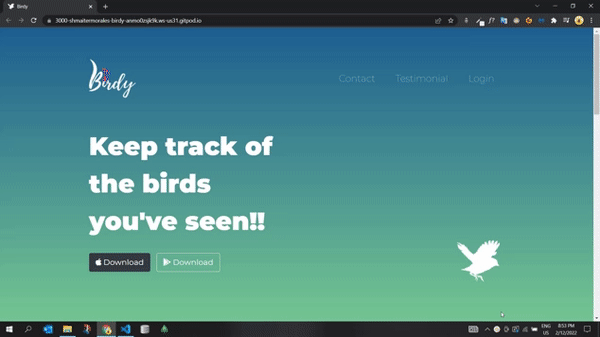 Birdy
3000-shmaitermorales-birdy-anmo0zsjk9k.ws-us31.gitpod.io
Birdy
Contact Testimonial Login
Keep track of
the birds
you've seen!!
Download Download
ENG 8:53 PM
US 2/12/2022